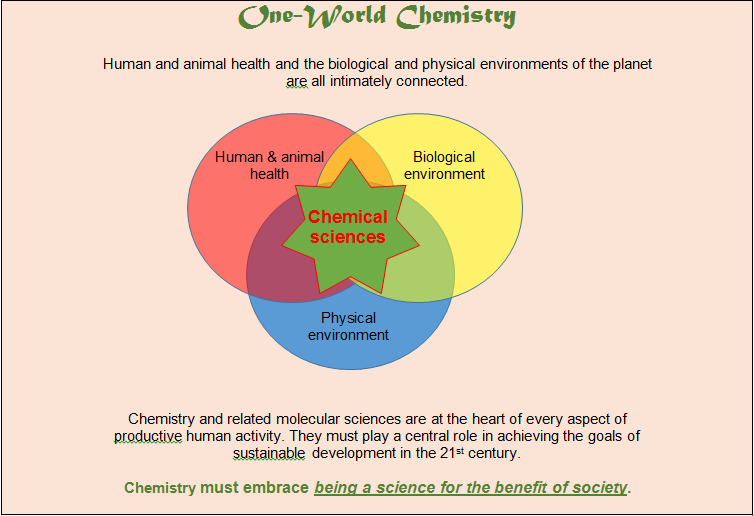 One-World Chemistry
Human and animal health and the biological and physical environments of the planet
are all intimately connected.
Human & animal
health
Biological
environment
Chemical
sciences
Physical
environment
Chemistry and related molecular sciences are at the heart of every aspect of
productive human activity. They must play a central role in achieving the goals of
sustainable development in the 21st century.
Chemistry must embrace being a science for the benefit of society.